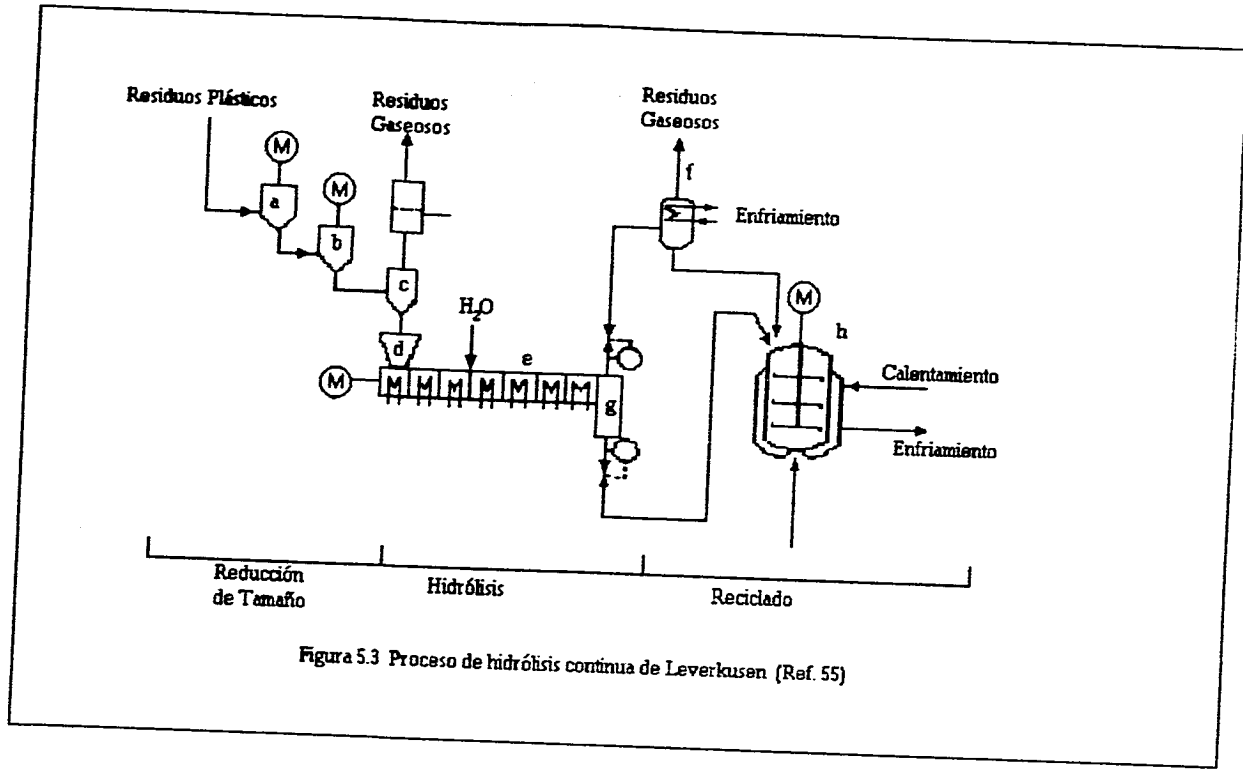 Residuos Plásticos
Residuos
Gaseosos
Residuos
Gaseosos
M
M
a
b
c
d
f
Enfriamiento
H₂O
e
M
M M M M M M M
g
M
h
Calentamiento
Enfriamiento
Reducción
de Tamaño
Hidrólisis
Reciclado
Figura 5.3 Proceso de hidrólisis continua de Leverkusen (Ref. 55)